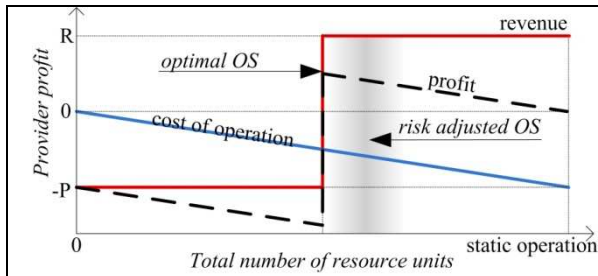 revenue
R
optimal OS
profit
0
cost of operation
risk adjusted OS
-P
Provider profit
0
static operation
Total number of resource units